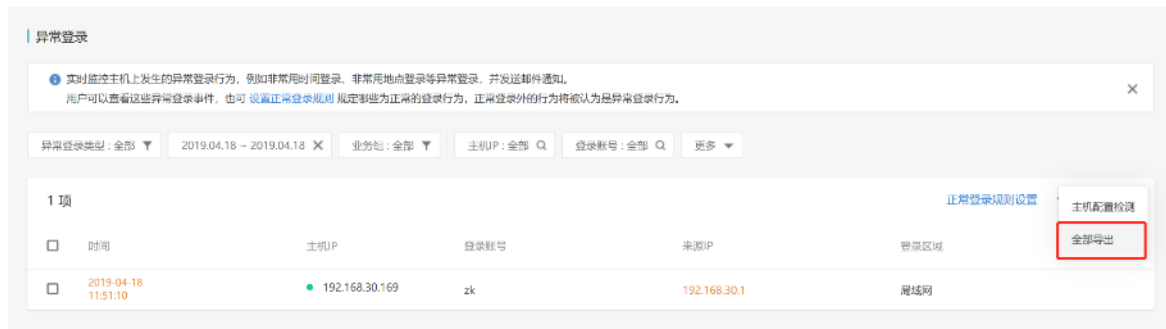 异常登录
实时监控主机上发生的异常登录行为，例如非常用时间登录、非常用地点登录等异常登录，并发送邮件通知。
用户可以查看这些异常登录事件，也可 设置正常登录规则 规定哪些为正常的登录行为，正常登录外的行为将被认为是异常登录行为。
异常登录类型 : 全部 2019.04.18 ~ 2019.04.18 业务组 : 全部 主机IP : 全部 登录账号 : 全部 更多
1 项 正常登录规则设置
主机配置检测
全部导出
时间 主机IP 登录账号 来源IP 登录区域
2019-04-18
11:51:10
192.168.30.169 zk 192.168.30.1 局域网